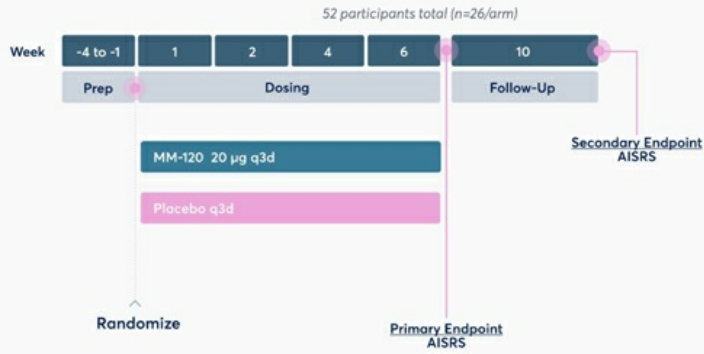 52 participants total (n=26/arm)
Week -4 to -1 1 2 4 6 10
Prep Dosing Follow-Up
MM-120 20 µg q3d
Placebo q3d
Secondary Endpoint
AISRS
Randomize
Primary Endpoint
AISRS